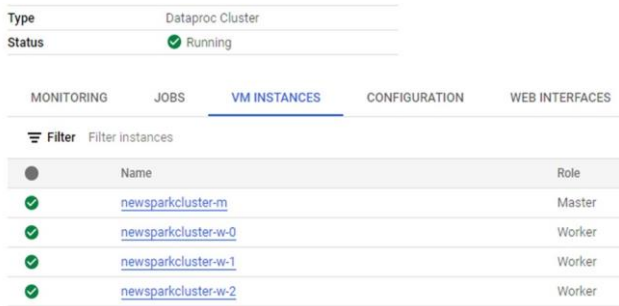 Type Dataproc Cluster
Status Running
MONITORING JOBS VM INSTANCES CONFIGURATION WEB INTERFACES
Filter Filter instances
Name Role
newsparkcluster-m Master
newsparkcluster-w-0 Worker
newsparkcluster-w-1 Worker
newsparkcluster-w-2 Worker